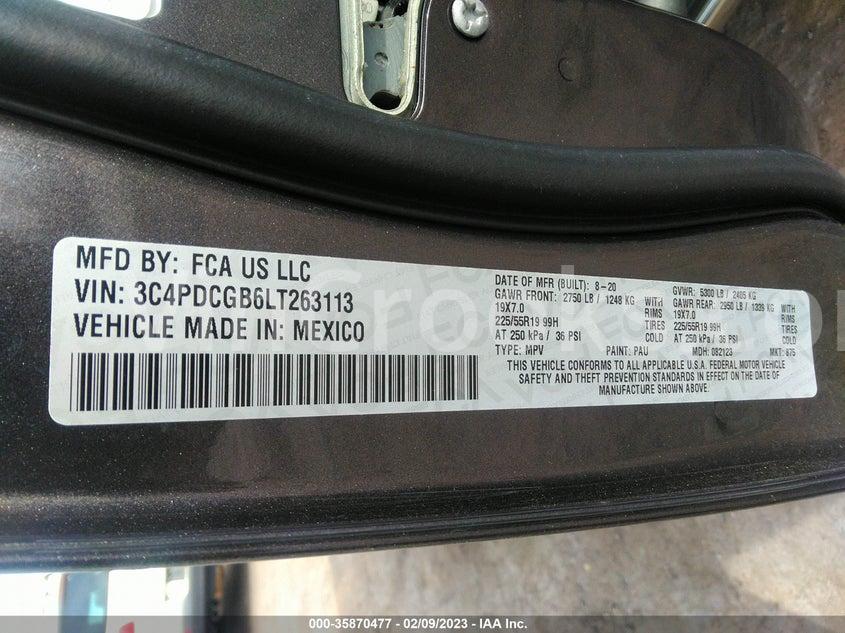 MFD BY: FCA US LLC
VIN: 3C4PDCGB6LT263113
VEHICLE MADE IN: MEXICO
DATE OF MFR (BUILT): 8-20 GVWR: 5300 LB / 2405 KG
GAWR FRONT: 2750 LB / 1248 KG WITH GAWR REAR: 2950 LB / 1339 KG WITH
19X7.0 RIMS 19X7.0 RIMS
225/55R19 99H TIRES 225/55R19 99H TIRES
AT 250 kPa / 36 PSI COLD AT 250 kPa / 36 PSI COLD
TYPE: MPV PAINT: PAU MDH: 082123 MKT: 875
THIS VEHICLE CONFORMS TO ALL APPLICABLE U.S.A. FEDERAL MOTOR VEHICLE
SAFETY AND THEFT PREVENTION STANDARDS IN EFFECT ON THE DATE OF
MANUFACTURE SHOWN ABOVE.
000-35870477 - 02/09/2023 - IAA Inc.